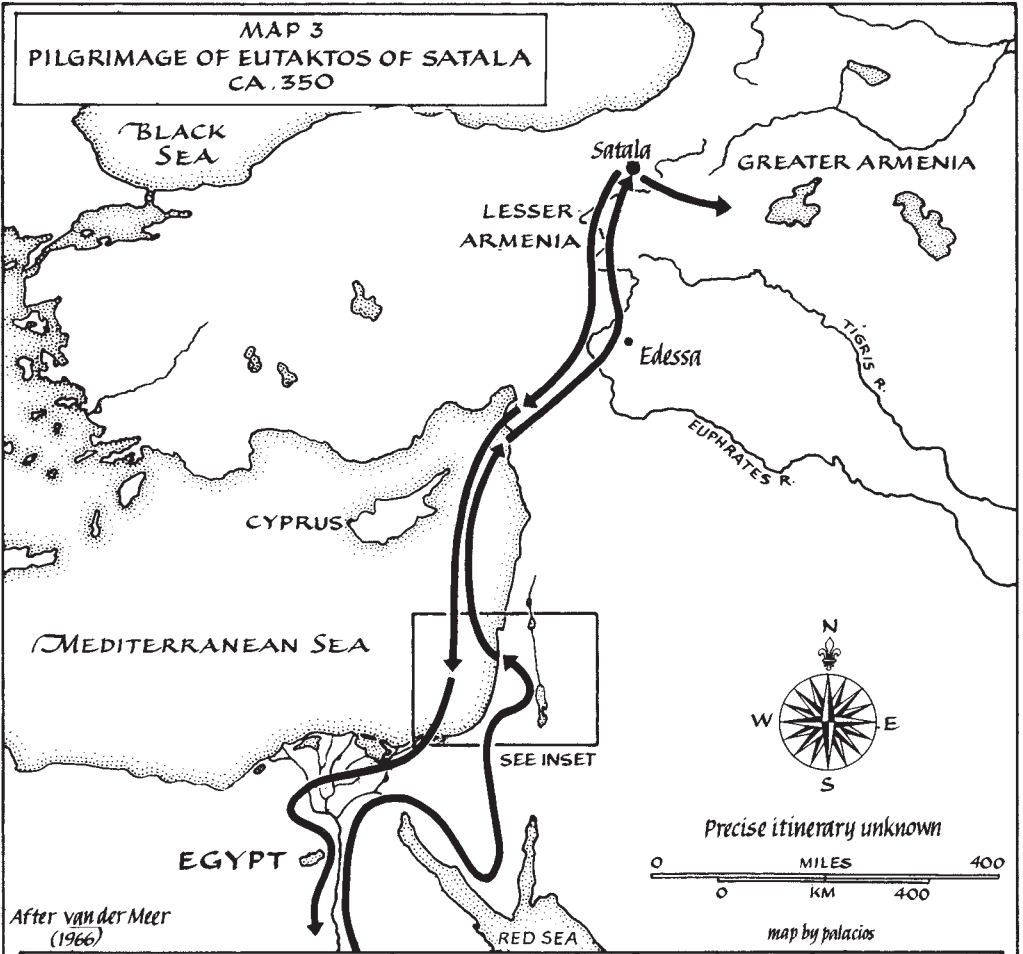 MAP 3
PILGRIMAGE OF EUTAKTOS OF SATALA
CA. 350
BLACK
SEA
Satala
GREATER ARMENIA
LESSER
ARMENIA
TIGRIS R.
Edessa
EUPHRATES R.
CYPRUS
MEDITERRANEAN SEA
N
W
E
S
SEE INSET
Precise itinerary unknown
0 MILES 400
0 KM 400
EGYPT
After van der Meer
(1966)
RED SEA
map by palacios